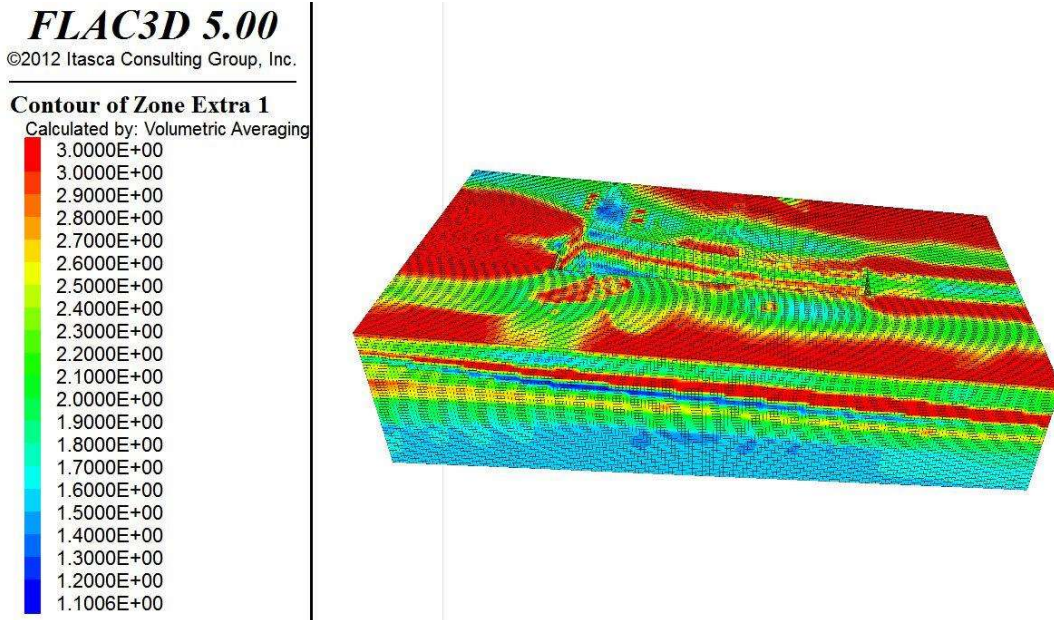 FLAC3D 5.00
©2012 Itasca Consulting Group, Inc.
Contour of Zone Extra 1
Calculated by: Volumetric Averaging
3.0000E+00
3.0000E+00
2.9000E+00
2.8000E+00
2.7000E+00
2.6000E+00
2.5000E+00
2.4000E+00
2.3000E+00
2.2000E+00
2.1000E+00
2.0000E+00
1.9000E+00
1.8000E+00
1.7000E+00
1.6000E+00
1.5000E+00
1.4000E+00
1.3000E+00
1.2000E+00
1.1006E+00